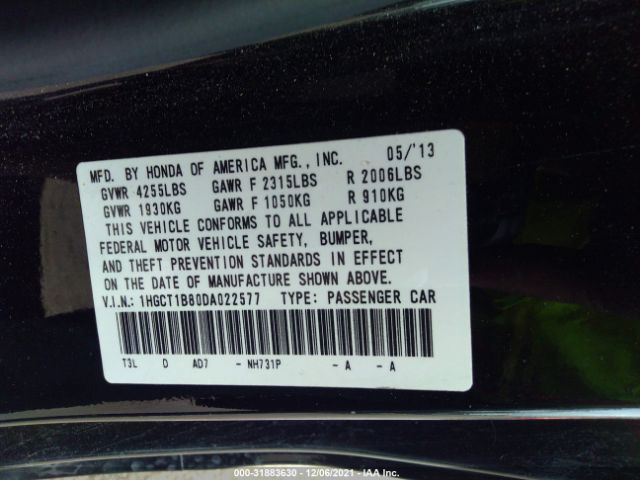 MFD. BY HONDA OF AMERICA MFG., INC. 05/'13
GVWR 4255LBS GAWR F 2315LBS R 2006LBS
GVWR 1930KG GAWR F 1050KG R 910KG
THIS VEHICLE CONFORMS TO ALL APPLICABLE
FEDERAL MOTOR VEHICLE SAFETY, BUMPER,
AND THEFT PREVENTION STANDARDS IN EFFECT
ON THE DATE OF MANUFACTURE SHOWN ABOVE.
V.I.N.: 1HGCT1B80DA022577 TYPE: PASSENGER CAR
T3L D AD7 - NH731P - A - A
000-31883630 - 12/06/2021 - IAA Inc.